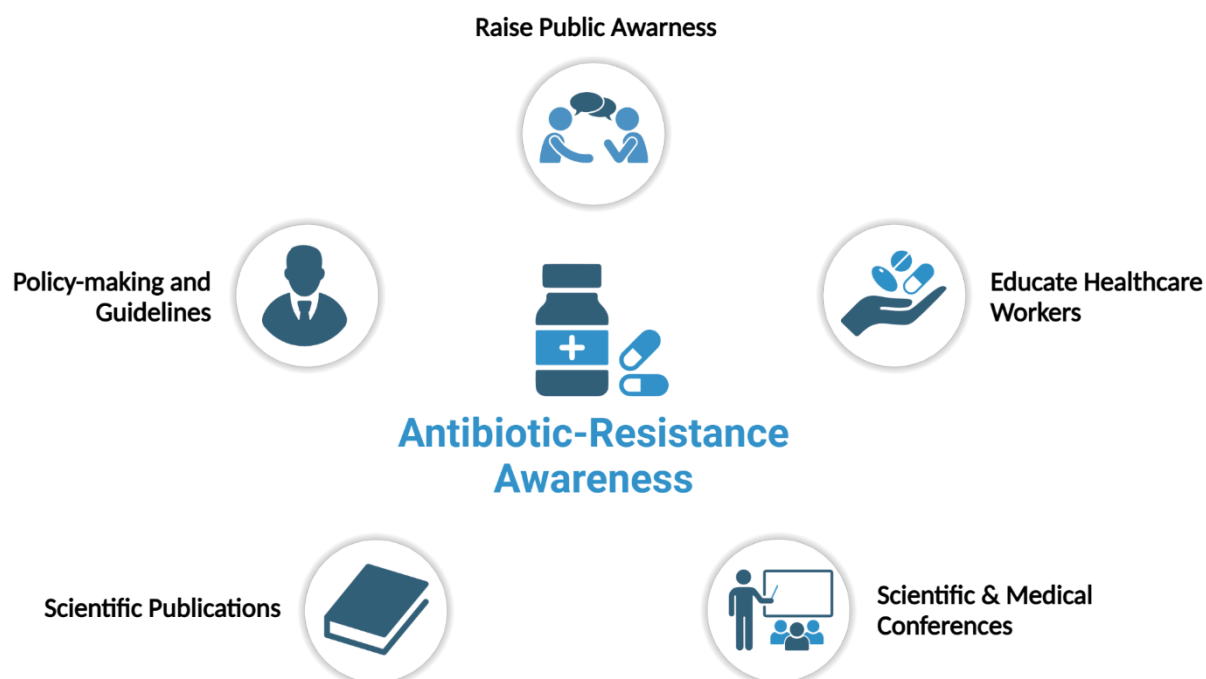 Raise Public Awarness
Policy-making and
Guidelines
Educate Healthcare
Workers
Antibiotic-Resistance
Awareness
Scientific Publications
Scientific & Medical
Conferences